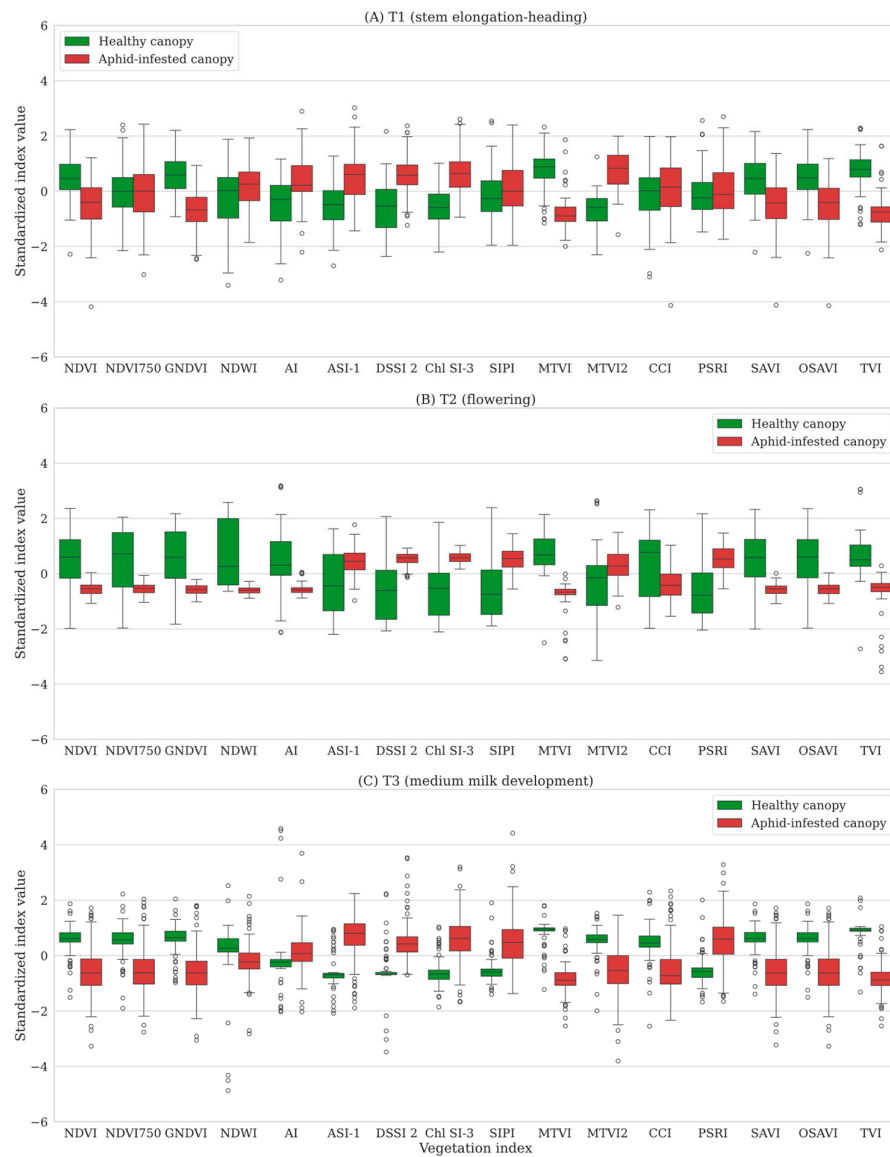 (A) T1 (stem elongation-heading)
Healthy canopy
Aphid-infested canopy
Standardized index value
6
4
2
0
−2
−4
−6
NDVI NDVI750 GNDVI NDWI AI ASI-1 DSSI 2 Chl SI-3 SIPI MTVI MTVI2 CCI PSRI SAVI OSAVI TVI
(B) T2 (flowering)
Healthy canopy
Aphid-infested canopy
Standardized index value
6
4
2
0
−2
−4
−6
NDVI NDVI750 GNDVI NDWI AI ASI-1 DSSI 2 Chl SI-3 SIPI MTVI MTVI2 CCI PSRI SAVI OSAVI TVI
(C) T3 (medium milk development)
Healthy canopy
Aphid-infested canopy
Standardized index value
6
4
2
0
−2
−4
−6
NDVI NDVI750 GNDVI NDWI AI ASI-1 DSSI 2 Chl SI-3 SIPI MTVI MTVI2 CCI PSRI SAVI OSAVI TVI
Vegetation index